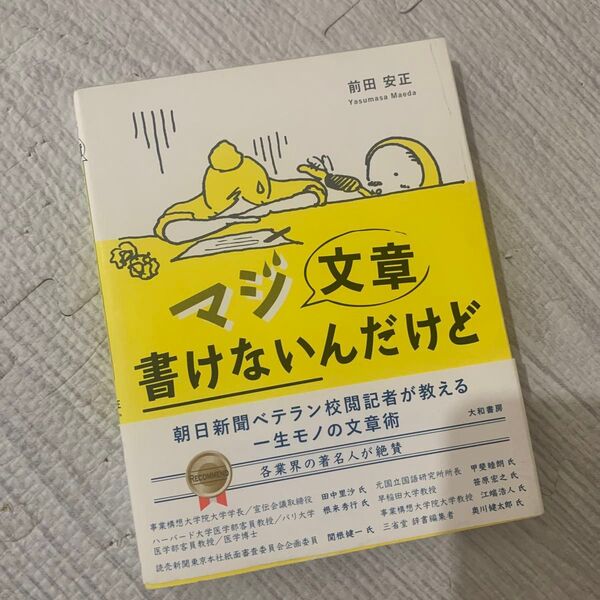 前田 安正
Yasumasa Maeda
マジ文章
書けないんだけど
朝日新聞ベテラン校閲記者が教える
一生モノの文章術
大和書房
各業界の著名人が絶賛
RECOMMEND
事業構想大学院大学学長／宣伝会議取締役 田中里沙 氏
ハーバード大学医学部客員教授／パリ大学
医学部客員教授／医学博士 根来秀行 氏
読売新聞東京本社紙面審査委員会企画委員 関根健一 氏
元国立国語研究所所長 甲斐睦朗 氏
早稲田大学教授 笹原宏之 氏
事業構想大学院大学教授 江端浩人 氏
三省堂 辞書編集者 奥川健太郎 氏